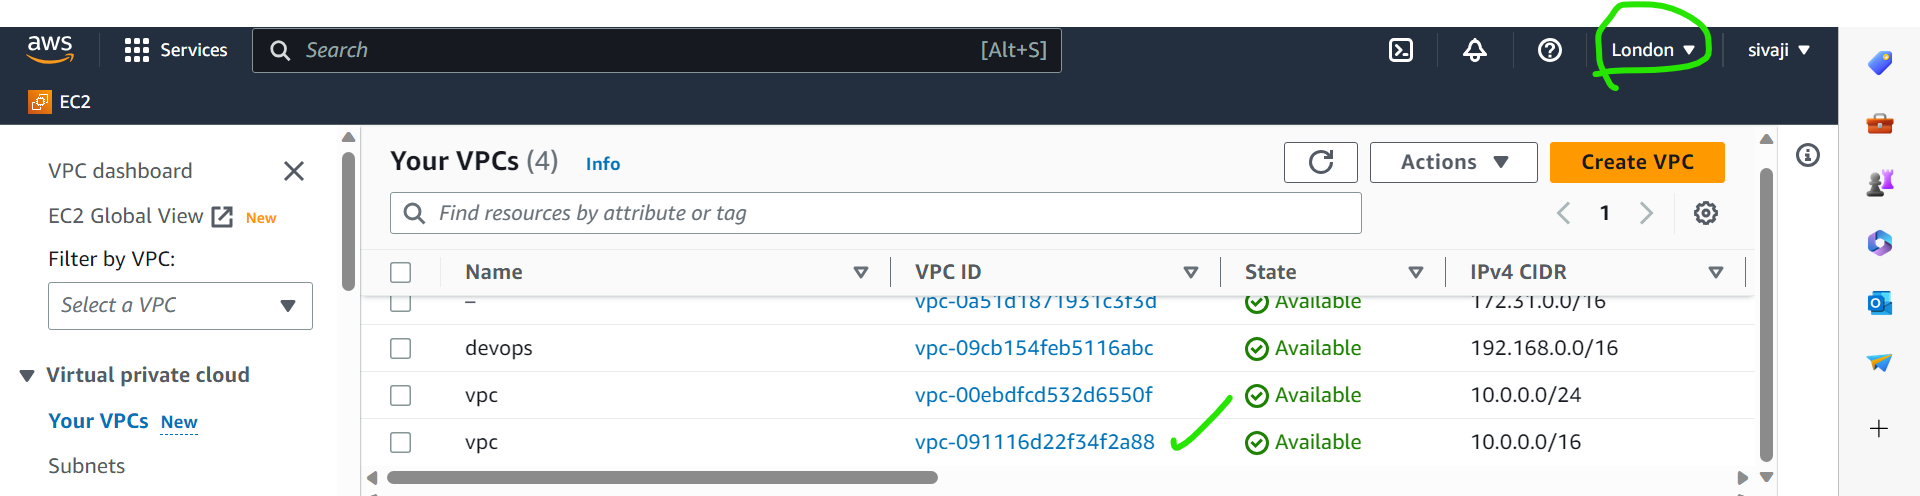 aws Services Search [Alt+S] London ▼ sivaji ▼
EC2
VPC dashboard
EC2 Global View New
Filter by VPC:
Select a VPC
Virtual private cloud
Your VPCs New
Subnets
Your VPCs (4) Info Actions ▼ Create VPC
Find resources by attribute or tag < 1 >
Name VPC ID State IPv4 CIDR
– vpc-0a51d1871931c3f3d Available 172.31.0.0/16
devops vpc-09cb154feb5116abc Available 192.168.0.0/16
vpc vpc-00ebdfcd532d6550f Available 10.0.0.0/24
vpc vpc-091116d22f34f2a88 Available 10.0.0.0/16